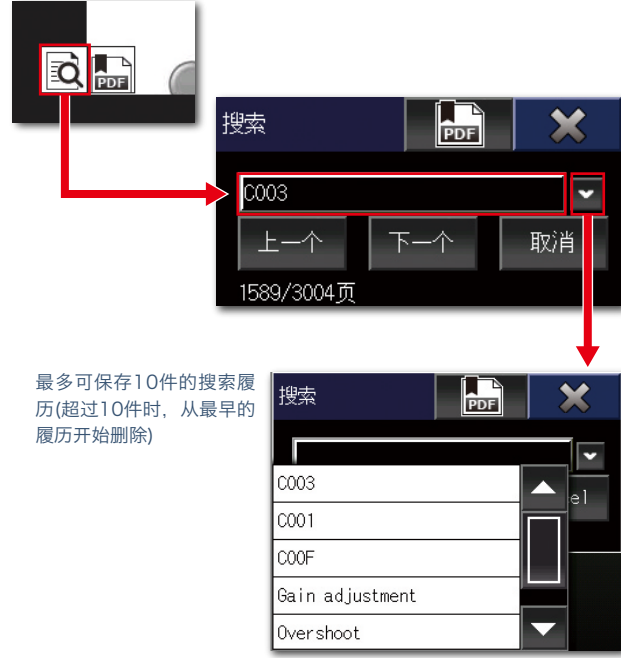 PDF
搜索
PDF
C003
上一个
下一个
取消
1589/3004页
最多可保存10件的搜索履
历(超过10件时，从最早的
履历开始删除)
搜索
PDF
el
C003
C001
C00F
Gain adjustment
Overshoot